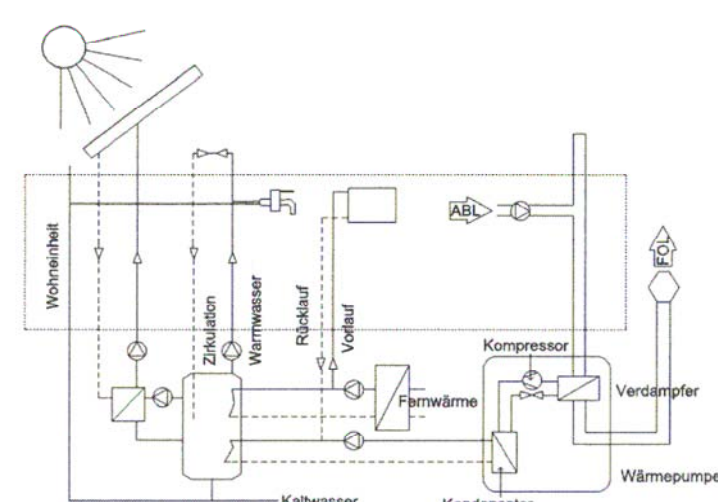 ABL
FOL
Wohneinheit
Zirkulation
Warmwasser
Rücklauf
Vorlauf
Kompressor
Fernwärme
Verdampfer
Wärmepumpe
Kaltwasser